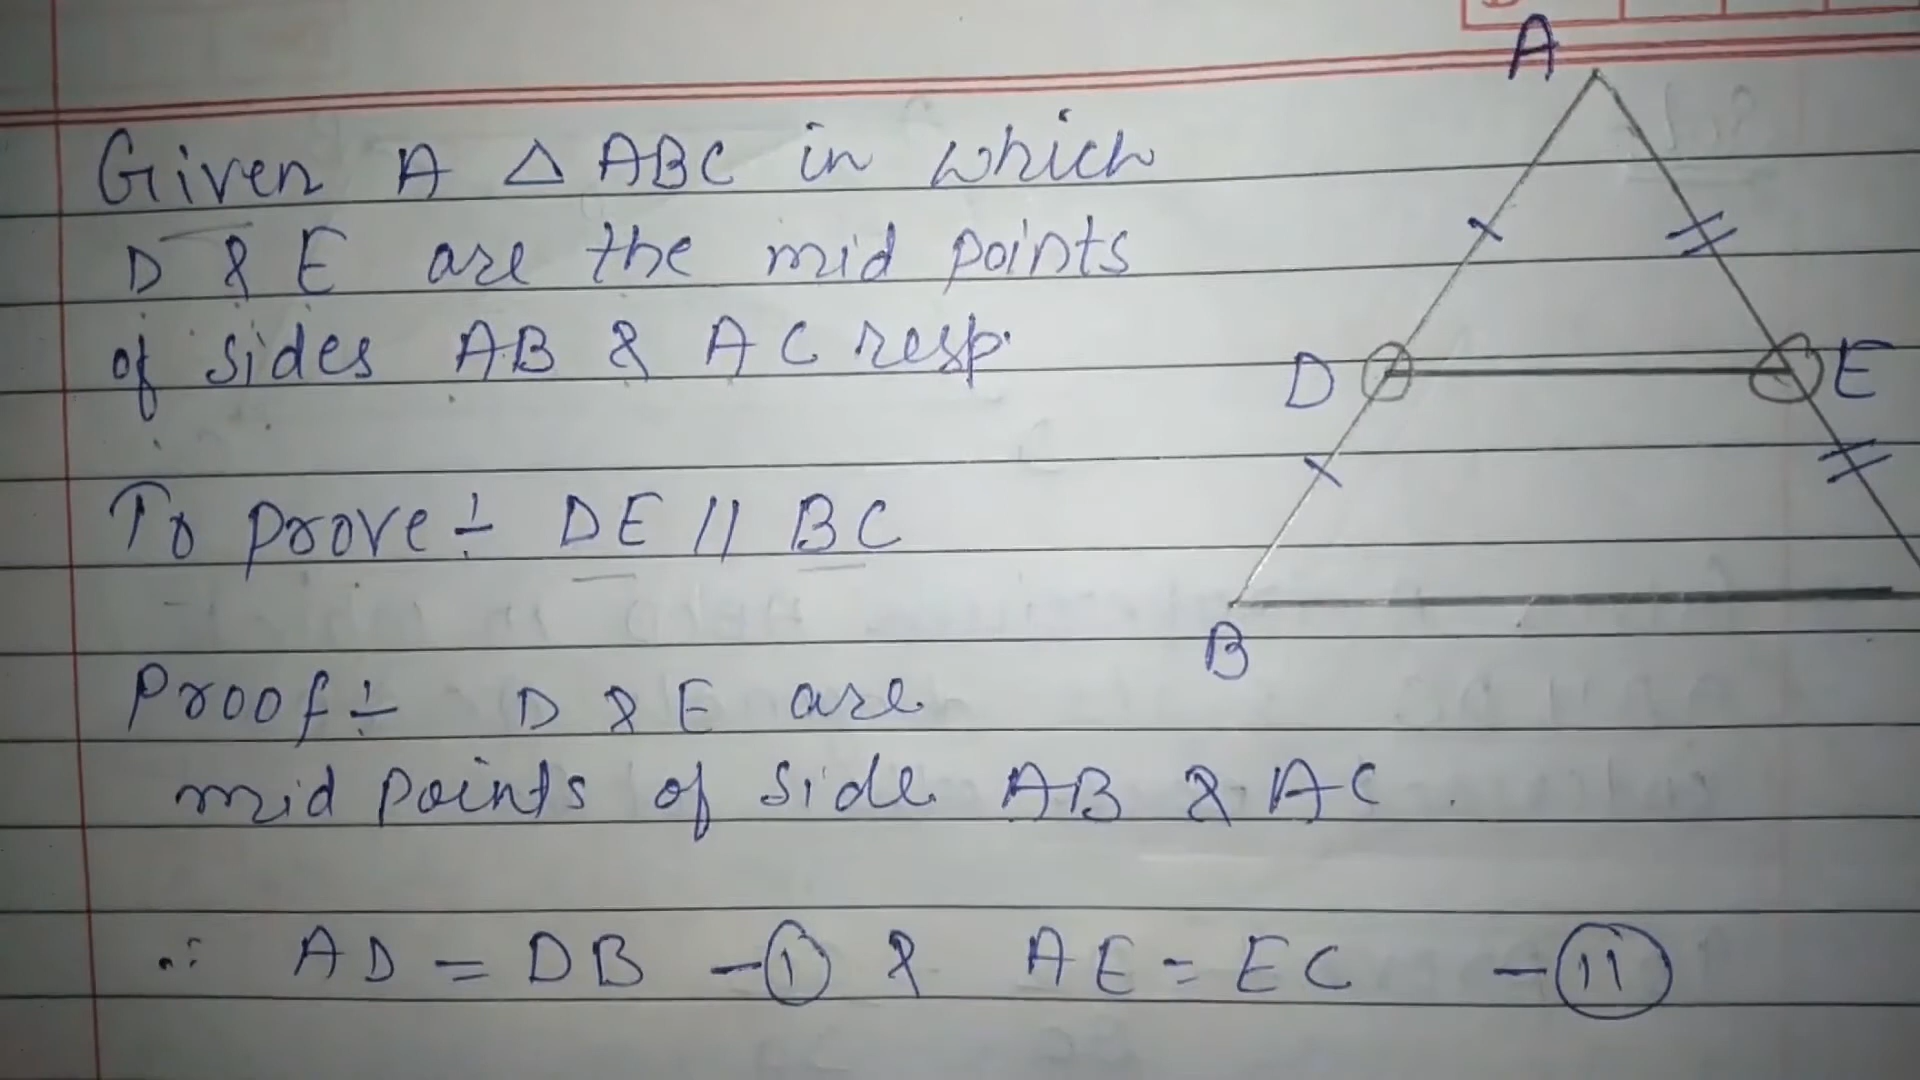 A
Given A △ ABC in which
D & E are the mid points
of sides AB & AC resp.
D
E
To prove :- DE || BC
B
Proof :- D & E are
mid points of side AB & AC
∴ AD = DB -(I) & AE = EC -(II)